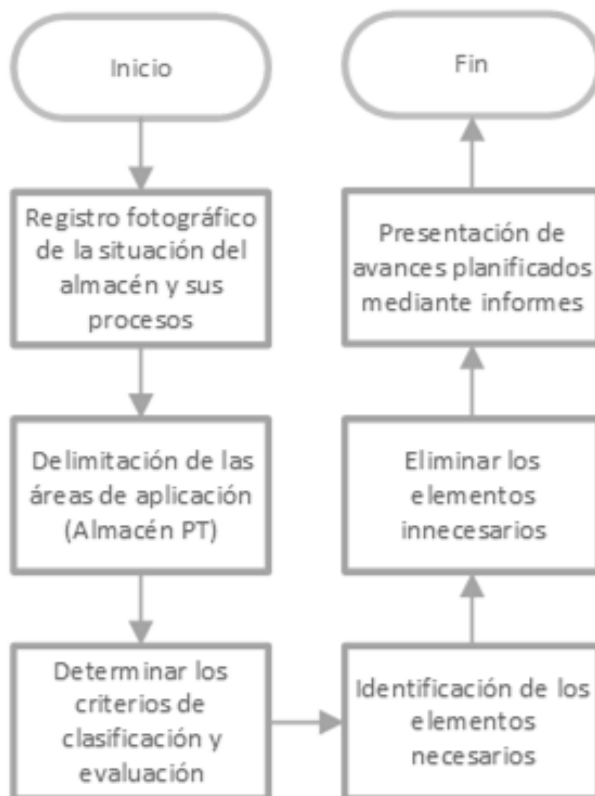 Inicio
Registro fotográfico
de la situación del
almacén y sus
procesos
Delimitación de las
áreas de aplicación
(Almacén PT)
Determinar los
criterios de
clasificación y
evaluación
Identificación de los
elementos
necesarios
Eliminar los
elementos
innecesarios
Presentación de
avances planificados
mediante informes
Fin